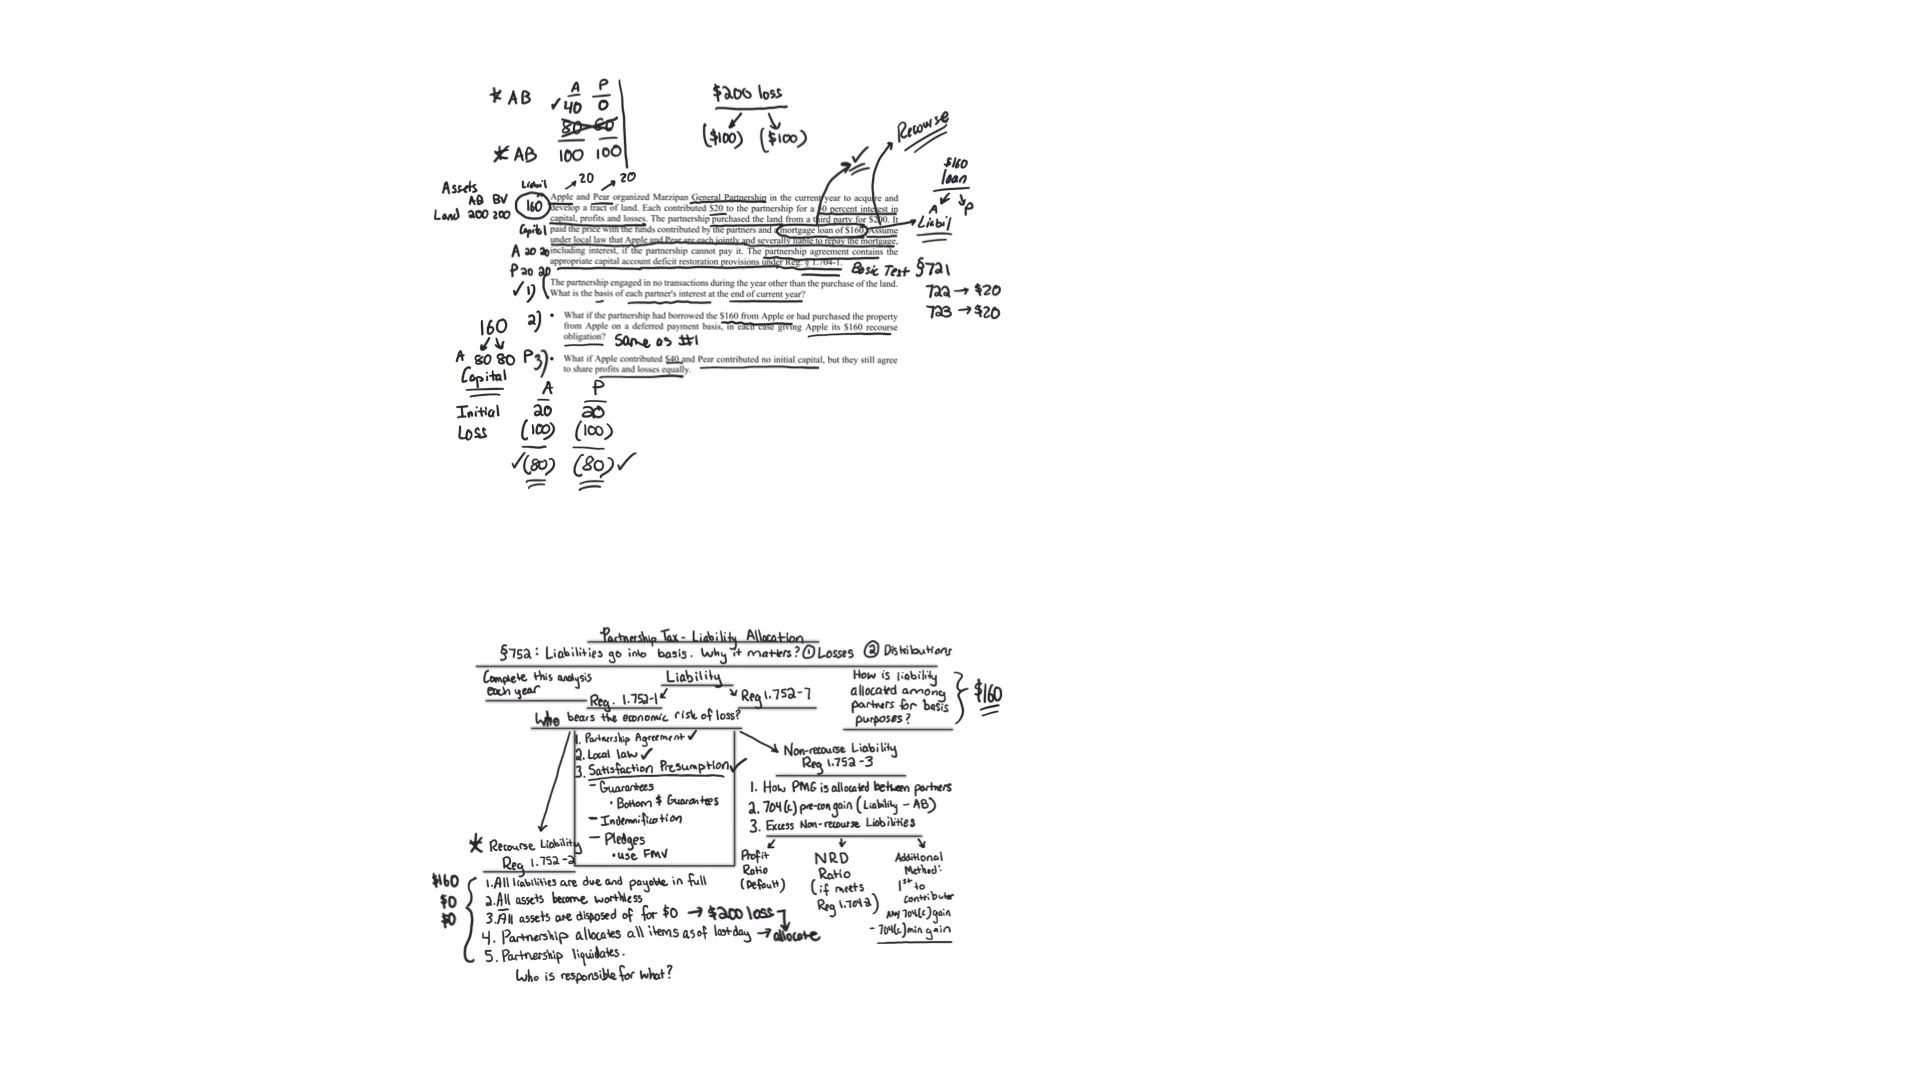 * AB A P
✓40 0
80 60
* AB 100 100
$200 loss
($100) ($100)
Recourse
$160
loan
A P
Liabil
Assets
AB BV
Land 200 200
Liabil
160
Capital
A 20 20
P 20 20
20 20
Apple and Pear organized Marzipan General Partnership in the current year to acquire and
develop a tract of land. Each contributed $20 to the partnership for a 50 percent interest in
capital, profits and losses. The partnership purchased the land from a third party for $200. It
paid the price with the funds contributed by the partners and a mortgage loan of $160. Assume
under local law that Apple and Pear are each jointly and severally liable to repay the mortgage,
including interest, if the partnership cannot pay it. The partnership agreement contains the
appropriate capital account deficit restoration provisions under Reg. § 1.704-1.
Basic Test §721
722 → $20
723 → $20
✓ 1) The partnership engaged in no transactions during the year other than the purchase of the land.
What is the basis of each partner's interest at the end of current year?
2) • What if the partnership had borrowed the $160 from Apple or had purchased the property
from Apple on a deferred payment basis, in each case giving Apple its $160 recourse
obligation? Same as #1
3) • What if Apple contributed $40 and Pear contributed no initial capital, but they still agree
to share profits and losses equally.
160
A 80 80 P
Capital
A P
Initial 20 20
Loss (100) (100)
✓(80) (80)✓
Partnership Tax - Liability Allocation
§752: Liabilities go into basis. Why it matters? ① Losses ② Distributions
Complete this analysis
each year
Liability
Reg. 1.752-1 Reg 1.752-7
How is liability
allocated among
partners for basis
purposes?
$160
Who bears the economic risk of loss?
1. Partnership Agreement ✓
2. Local law ✓
3. Satisfaction Presumption ✓
- Guarantees
• Bottom $ Guarantees
- Indemnification
- Pledges
• use FMV
Non-recourse Liability
Reg 1.752-3
1. How PMG is allocated between partners
2. 704(c) pre-con gain (Liability - AB)
3. Excess Non-recourse Liabilities
Profit
Ratio
(Default)
NRD
Ratio
(if meets
Reg 1.704-2)
Additional
Method:
1st to
contributor
Any 704(c) gain
- 704(c) min gain
* Recourse Liability
Reg 1.752-2
$160 1. All liabilities are due and payable in full
$0 2. All assets become worthless
$0 3. All assets are disposed of for $0 → $200 loss
4. Partnership allocates all items as of last day → allocate
5. Partnership liquidates.
Who is responsible for what?